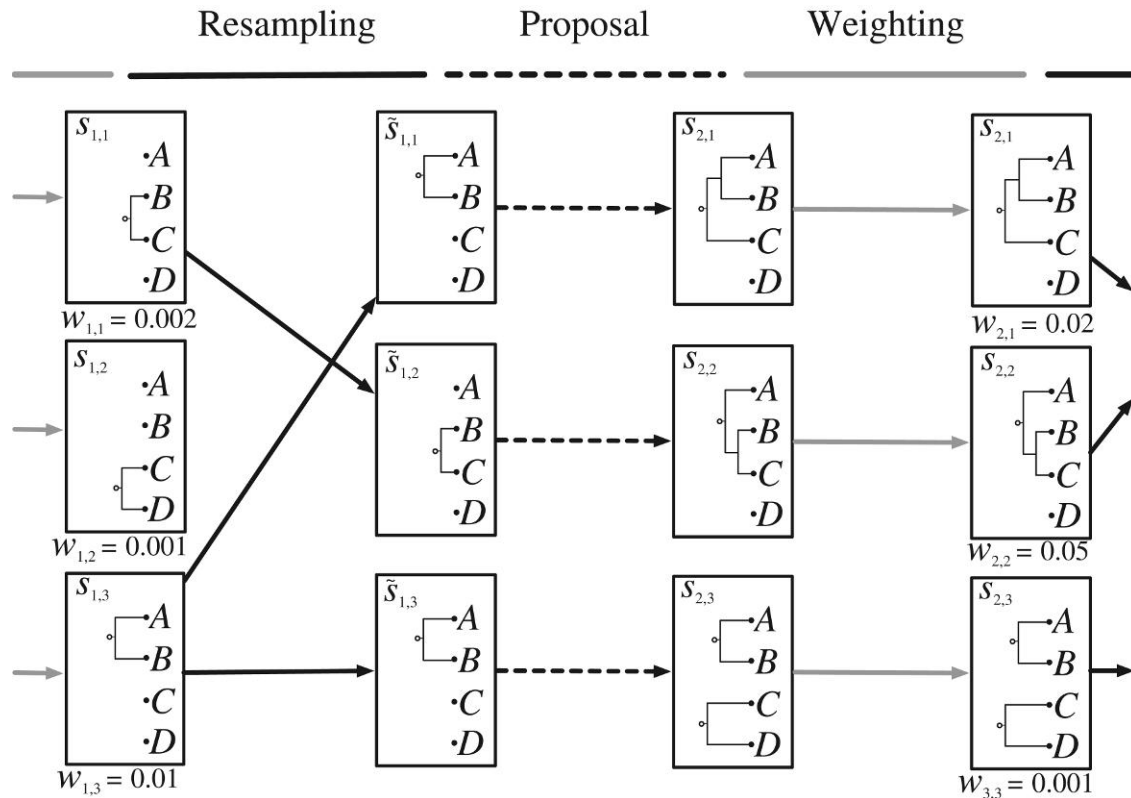 Resampling Proposal Weighting
s1,1 s̃1,1 s2,1 s2,1
A A A A
B B B B
C C C C
D D D D
w1,1 = 0.002 w2,1 = 0.02
s1,2 s̃1,2 s2,2 s2,2
A A A A
B B B B
C C C C
D D D D
w1,2 = 0.001 w2,2 = 0.05
s1,3 s̃1,3 s2,3 s2,3
A A A A
B B B B
C C C C
D D D D
w1,3 = 0.01 w3,3 = 0.001